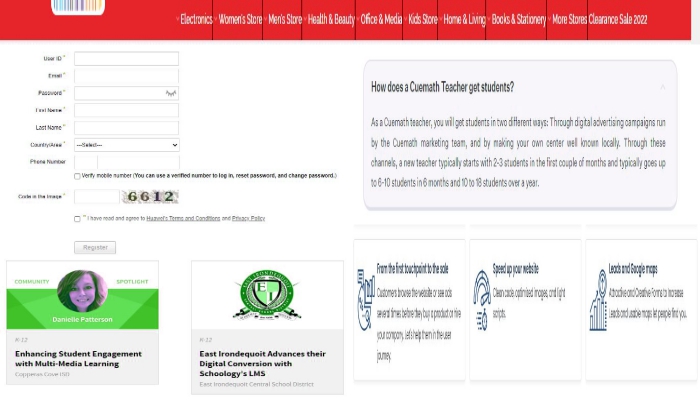 Electronics Women's Store Men's Store Health & Beauty Office & Media Kids Store Home & Living Books & Stationery More Stores Clearance Sale 2022
User ID *
Email *
Password *
First Name *
Last Name *
Country/Area * ---Select---
Phone Number
Verify mobile number (You can use a verified number to log in, reset password, and change password.)
Code in the Image * 6612
* I have read and agree to Huawei's Terms and Conditions and Privacy Policy
Register
How does a Cuemath Teacher get students?
As a Cuemath teacher, you will get students in two different ways: Through digital advertising campaigns run
by the Cuemath marketing team, and by making your own center well known locally. Through these
channels, a new teacher typically starts with 2-3 students in the first couple of months and typically goes up
to 6-10 students in 6 months and 10 to 18 students over a year.
COMMUNITY SPOTLIGHT
Danielle Patterson
K-12
Enhancing Student Engagement
with Multi-Media Learning
Copperas Cove ISD
EAST IRONDEQUOIT
E I
K-12
East Irondequoit Advances their
Digital Conversion with
Schoology's LMS
East Irondequoit Central School District
From the first touchpoint to the sale
Customers browse the website or see ads
several times before they buy a product or hire
your company. Let's help them in the user
journey.
Speed up your website
Clean code, optimized images, and light
scripts.
Leads and Google maps
Attractive and Creative Forms to Increase
Leads and usable maps let people find you.